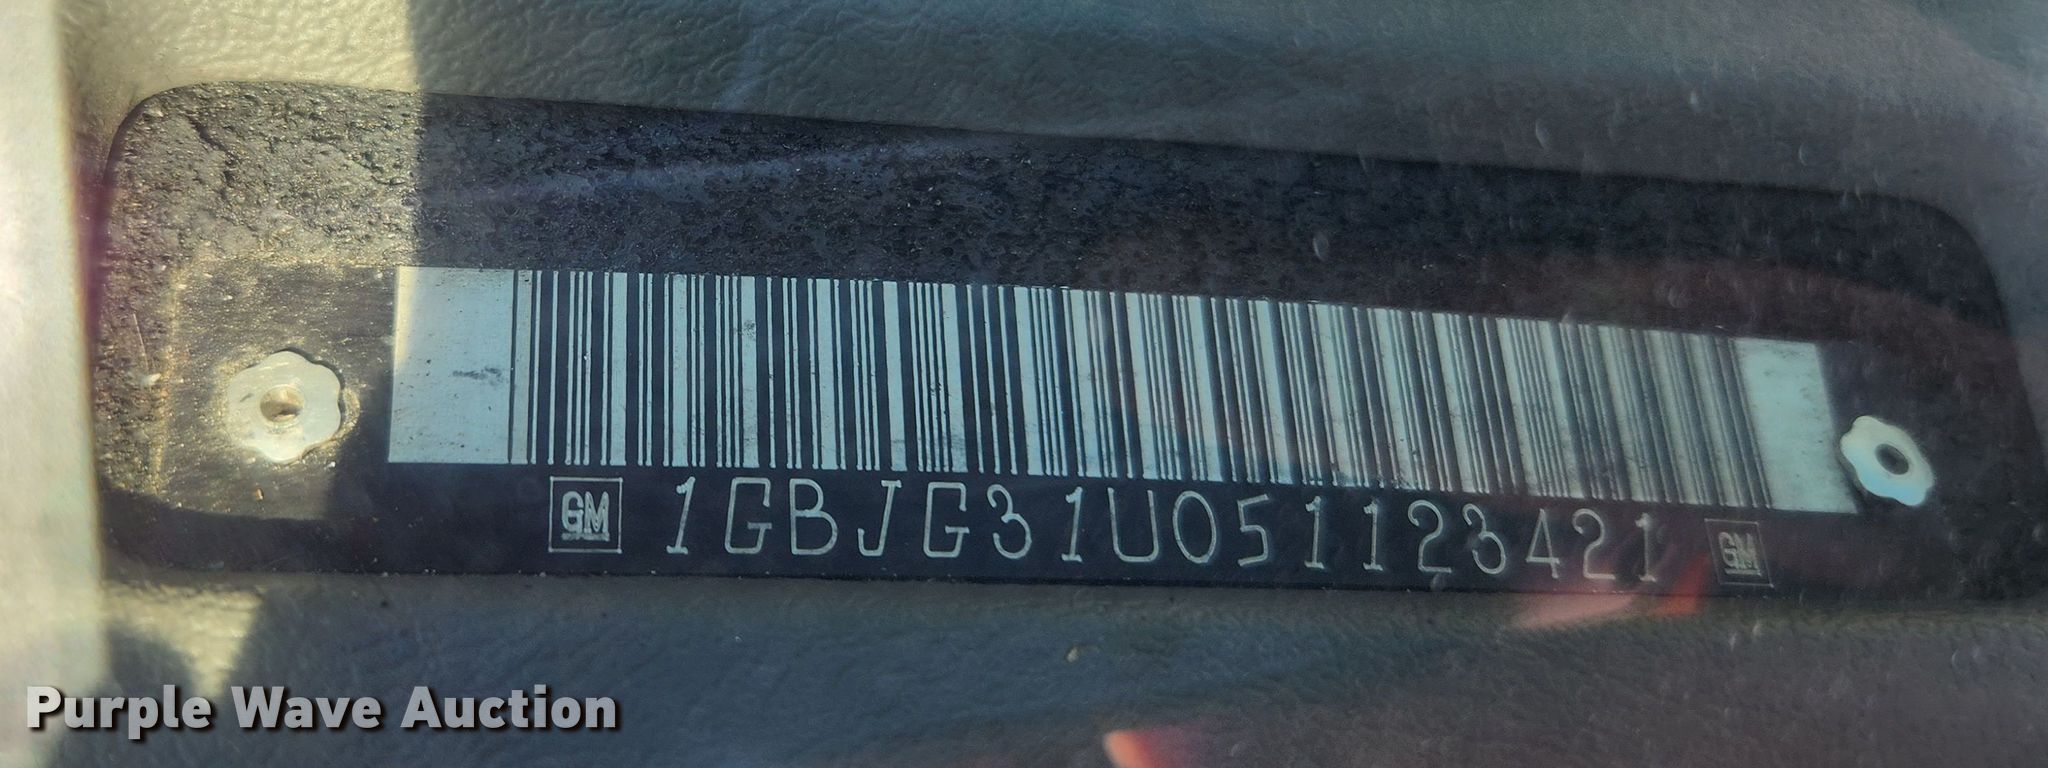 GM 1GBJG31U051123421 GM
Purple Wave Auction